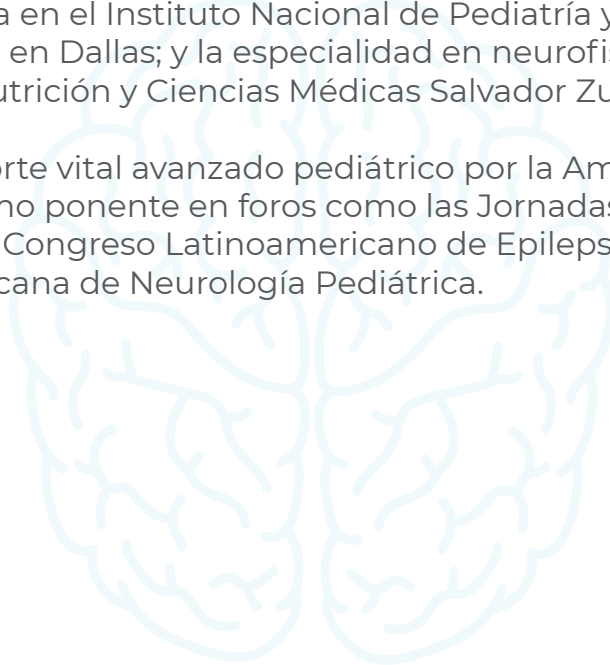 a en el Instituto Nacional de Pediatría y
en Dallas; y la especialidad en neurofis
utrición y Ciencias Médicas Salvador Zu
rte vital avanzado pediátrico por la Am
no ponente en foros como las Jornadas
Congreso Latinoamericano de Epileps
cana de Neurología Pediátrica.